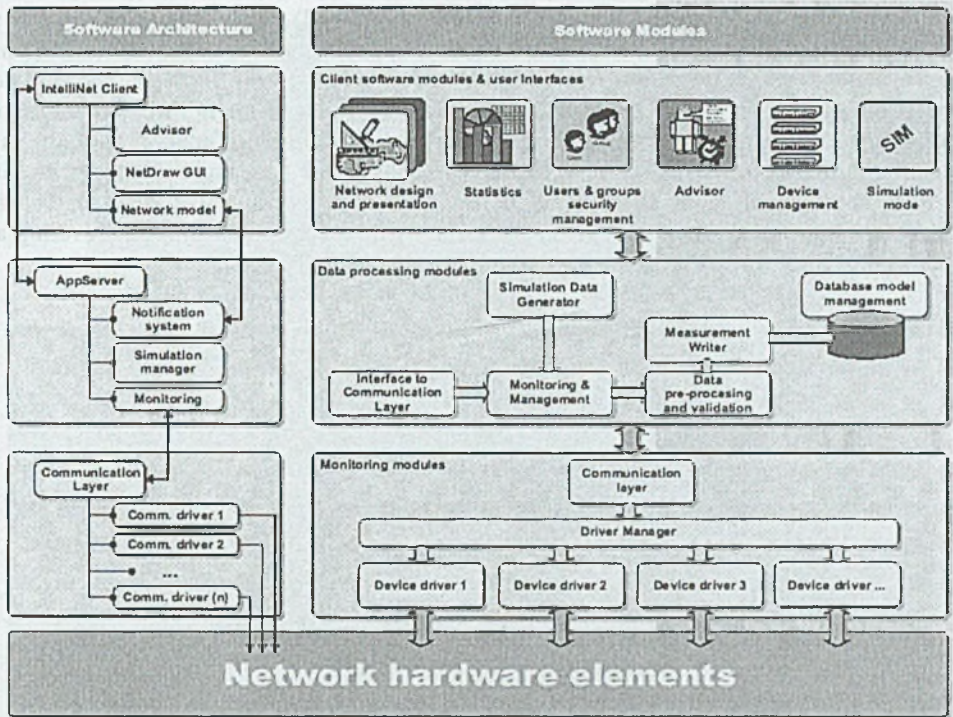 Software Architecture
IntelliNet Client
Advisor
NetDraw GUI
Network model
AppServer
Notification
system
Simulation
manager
Monitoring
Communication
Layer
Comm. driver 1
Comm. driver 2
...
Comm. driver (n)
Software Modules
Client software modules & user Interfaces
Network design
and presentation
Statistics
Users & groups
security
management
Advisor
Device
management
SIM
Simulation
mode
Data processing modules
Simulation Data
Generator
Database model
management
Measurement
Writer
Interface to
Communication
Layer
Monitoring &
Management
Data
pre-procesing
and validation
Monitoring modules
Communication
layer
Driver Manager
Device driver 1
Device driver 2
Device driver 3
Device driver ...
Network hardware elements